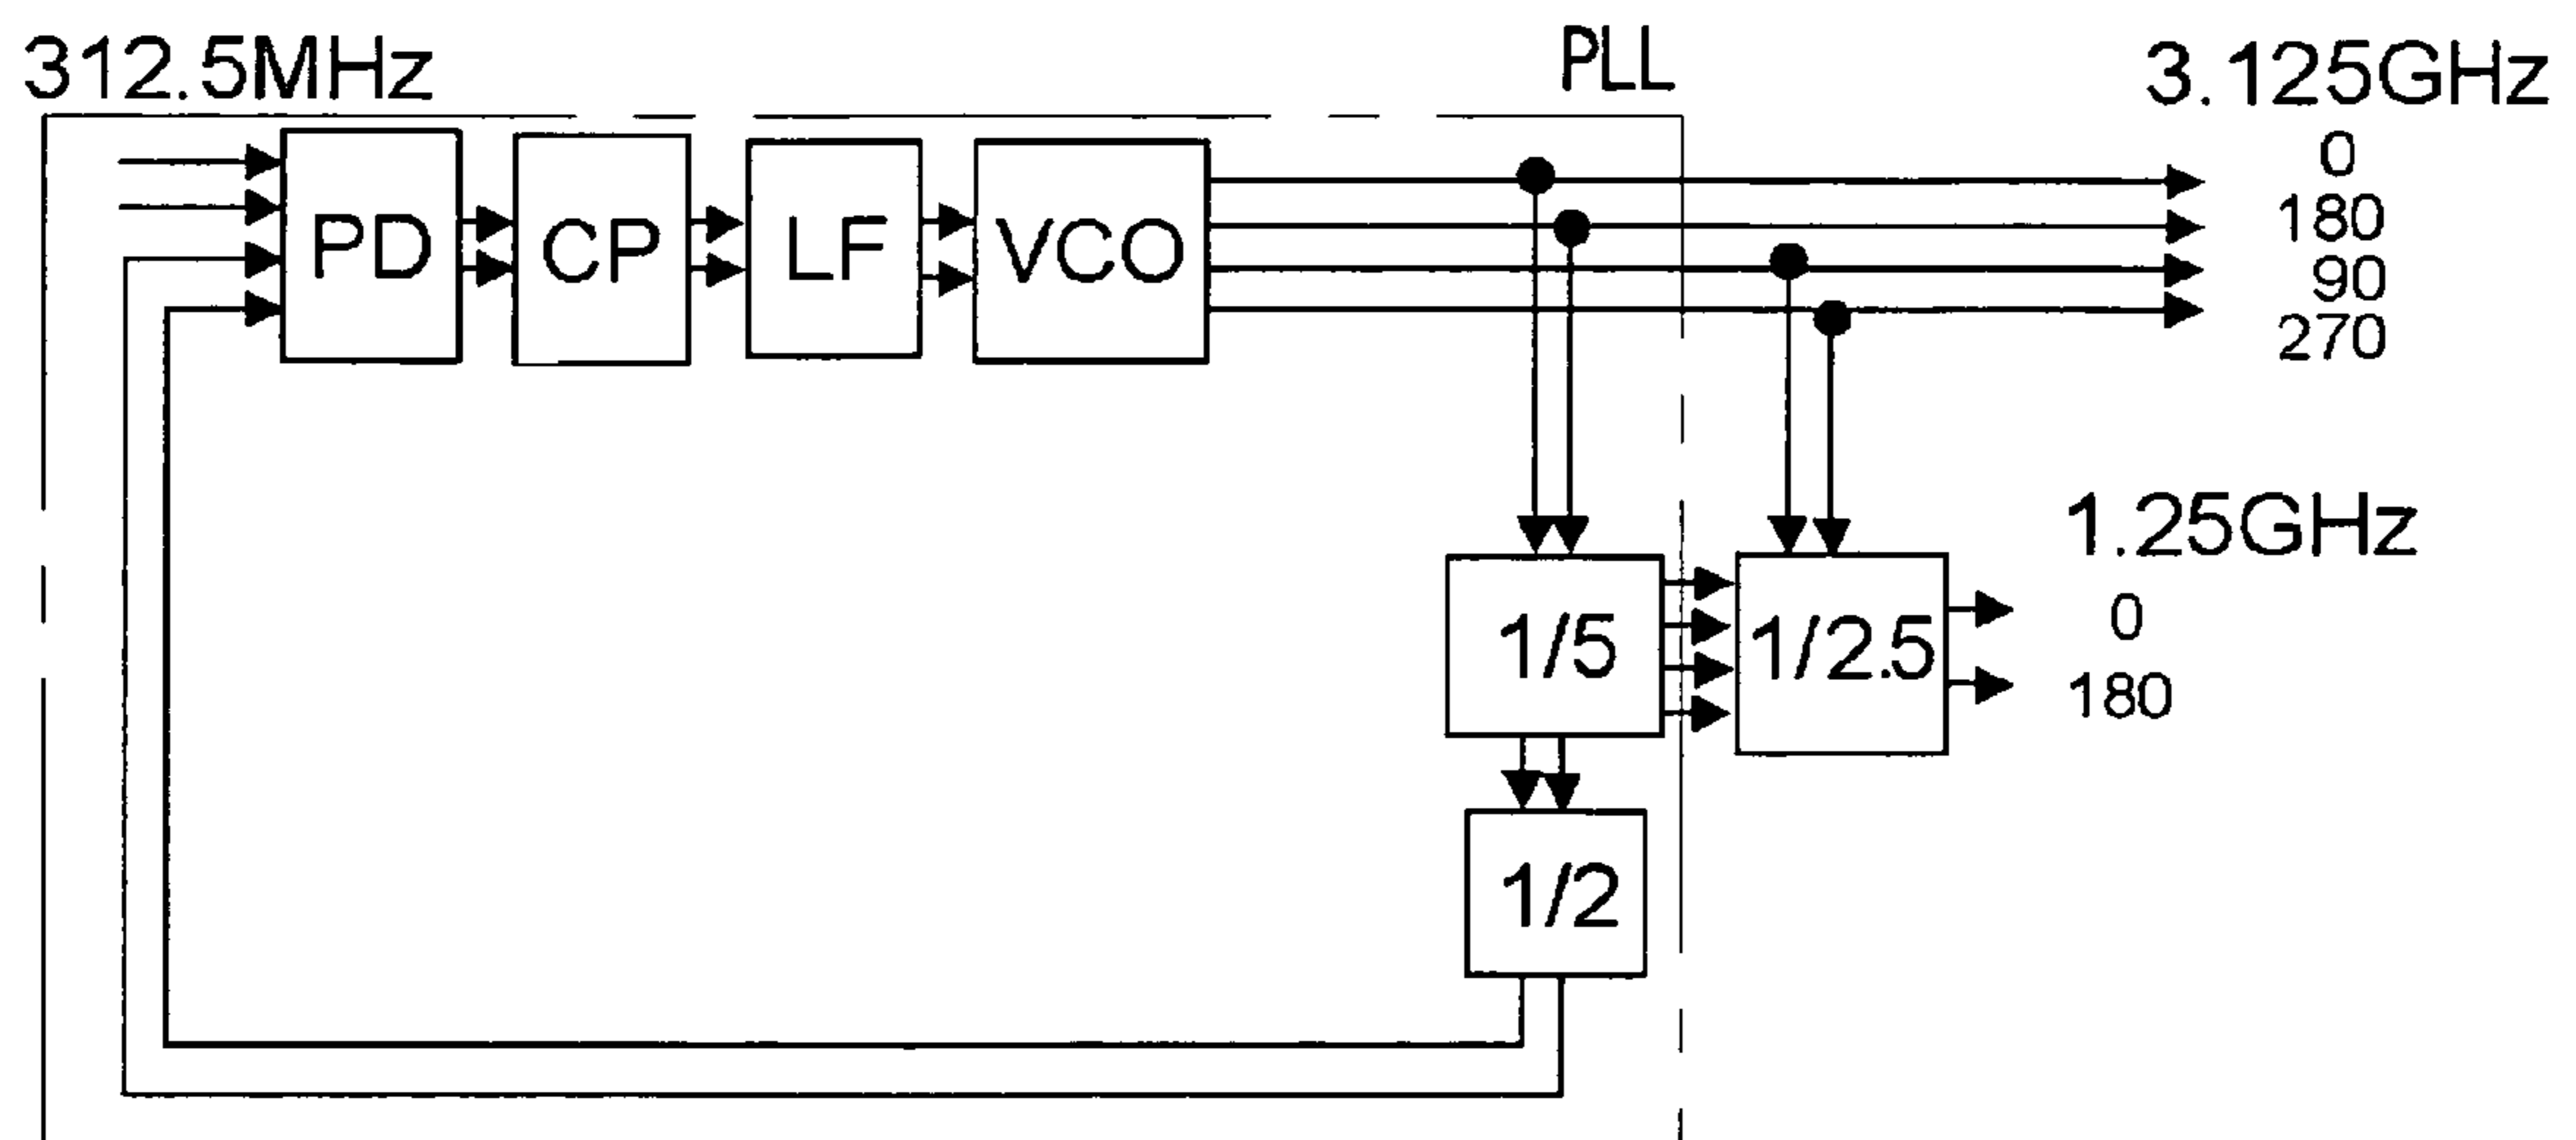 312.5MHz
PLL
3.125GHz
0
180
90
270
PD
CP
LF
VCO
1.25GHz
0
180
1/5
1/2.5
1/2